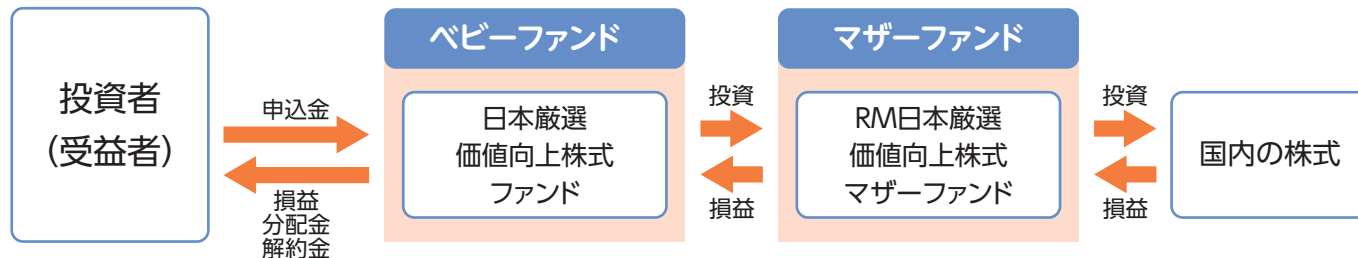 投資者
（受益者）
申込金
損益
分配金
解約金
ベビーファンド
日本厳選
価値向上株式
ファンド
投資
損益
マザーファンド
RM日本厳選
価値向上株式
マザーファンド
投資
損益
国内の株式